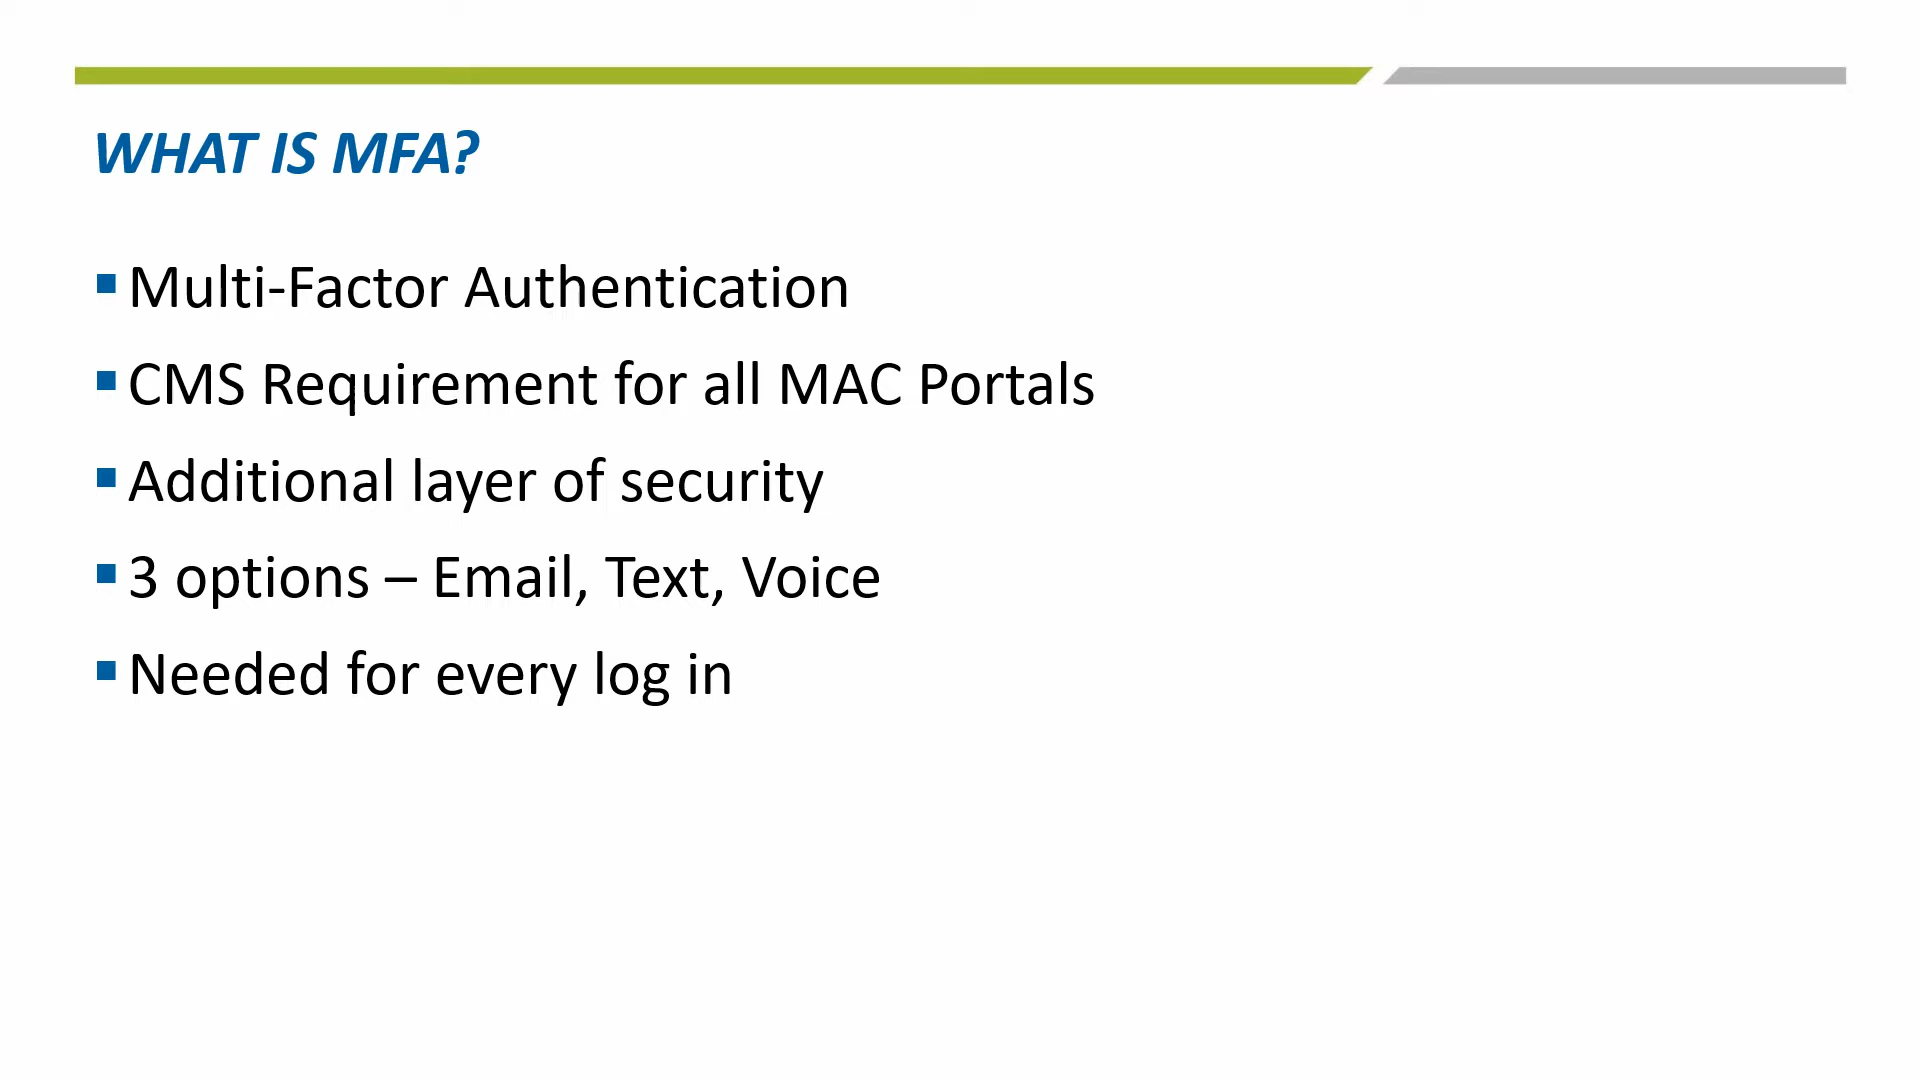 WHAT IS MFA?
Multi-Factor Authentication
CMS Requirement for all MAC Portals
Additional layer of security
3 options – Email, Text, Voice
Needed for every log in